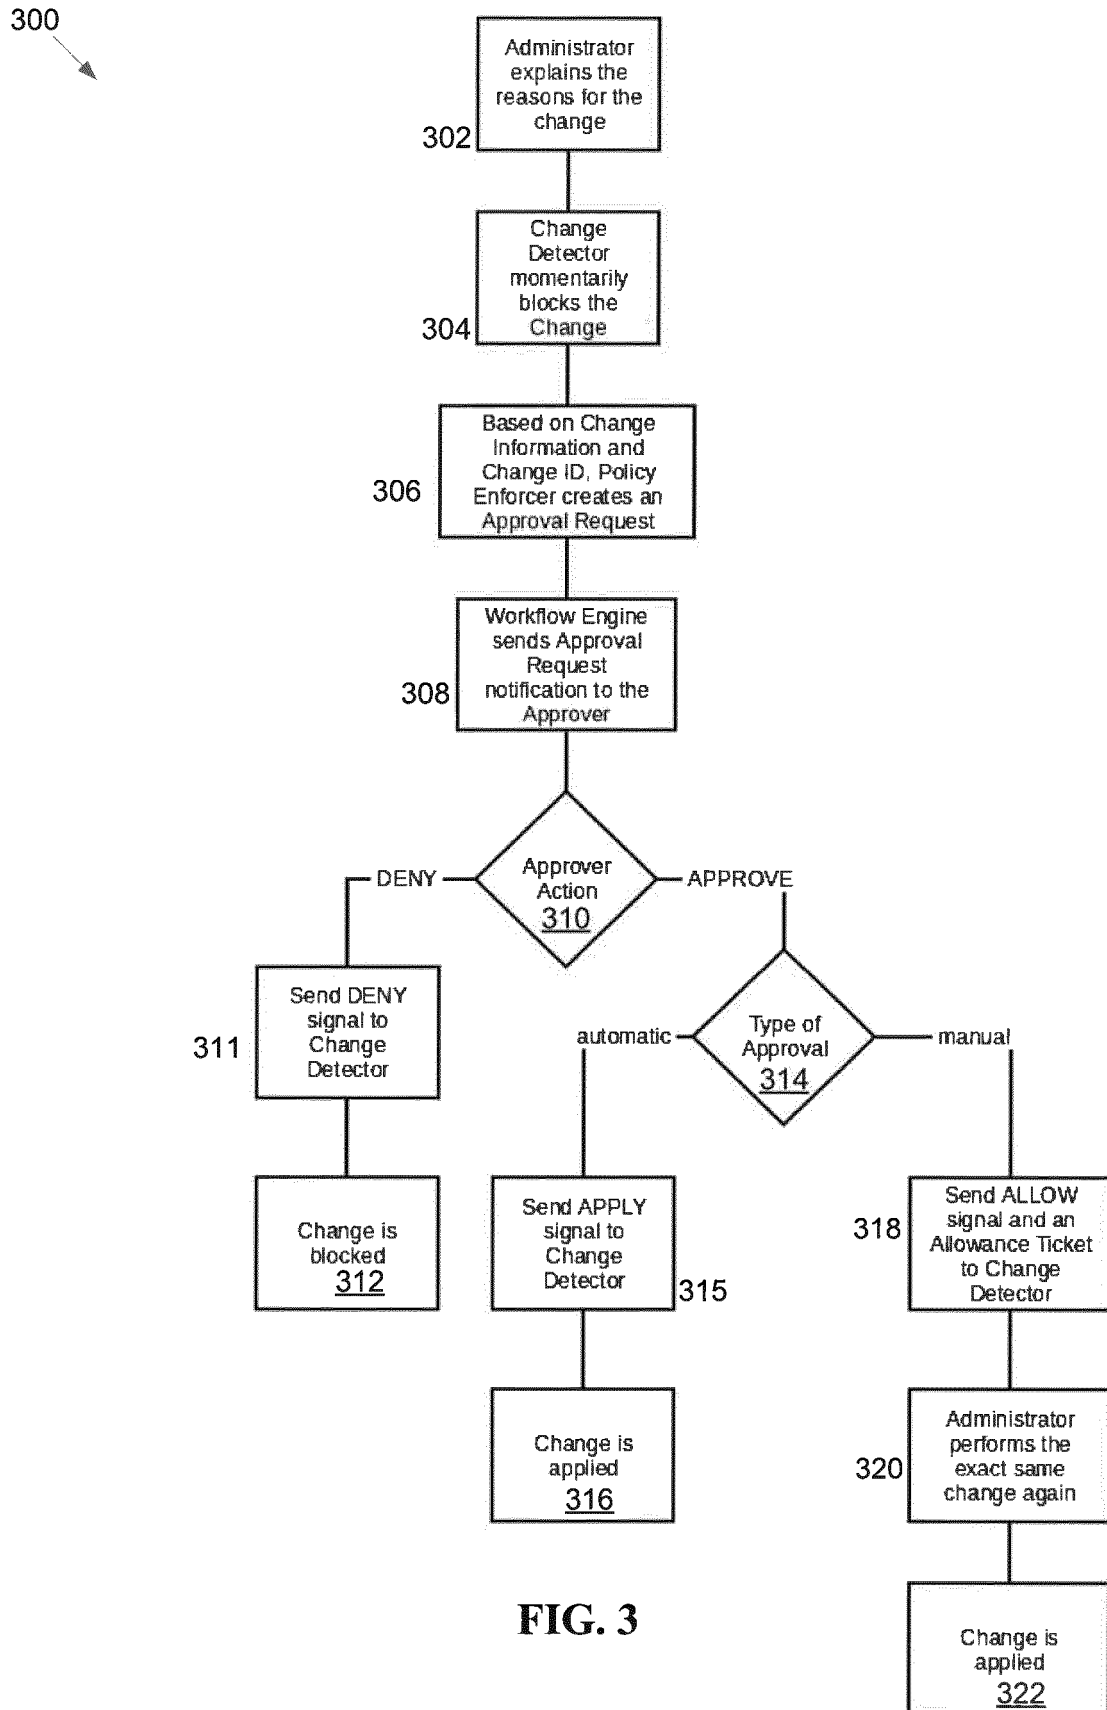 300
Administrator
explains the
reasons for the
change
302
Change
Detector
momentarily
blocks the
Change
304
Based on Change
Information and
Change ID, Policy
Enforcer creates an
Approval Request
306
Workflow Engine
sends Approval
Request
notification to the
Approver
308
Approver
Action
310
DENY
APPROVE
Send DENY
signal to
Change
Detector
311
Change is
blocked
312
Type of
Approval
314
automatic
manual
Send APPLY
signal to
Change
Detector
315
Change is
applied
316
Send ALLOW
signal and an
Allowance Ticket
to Change
Detector
318
Administrator
performs the
exact same
change again
320
Change is
applied
322
FIG. 3